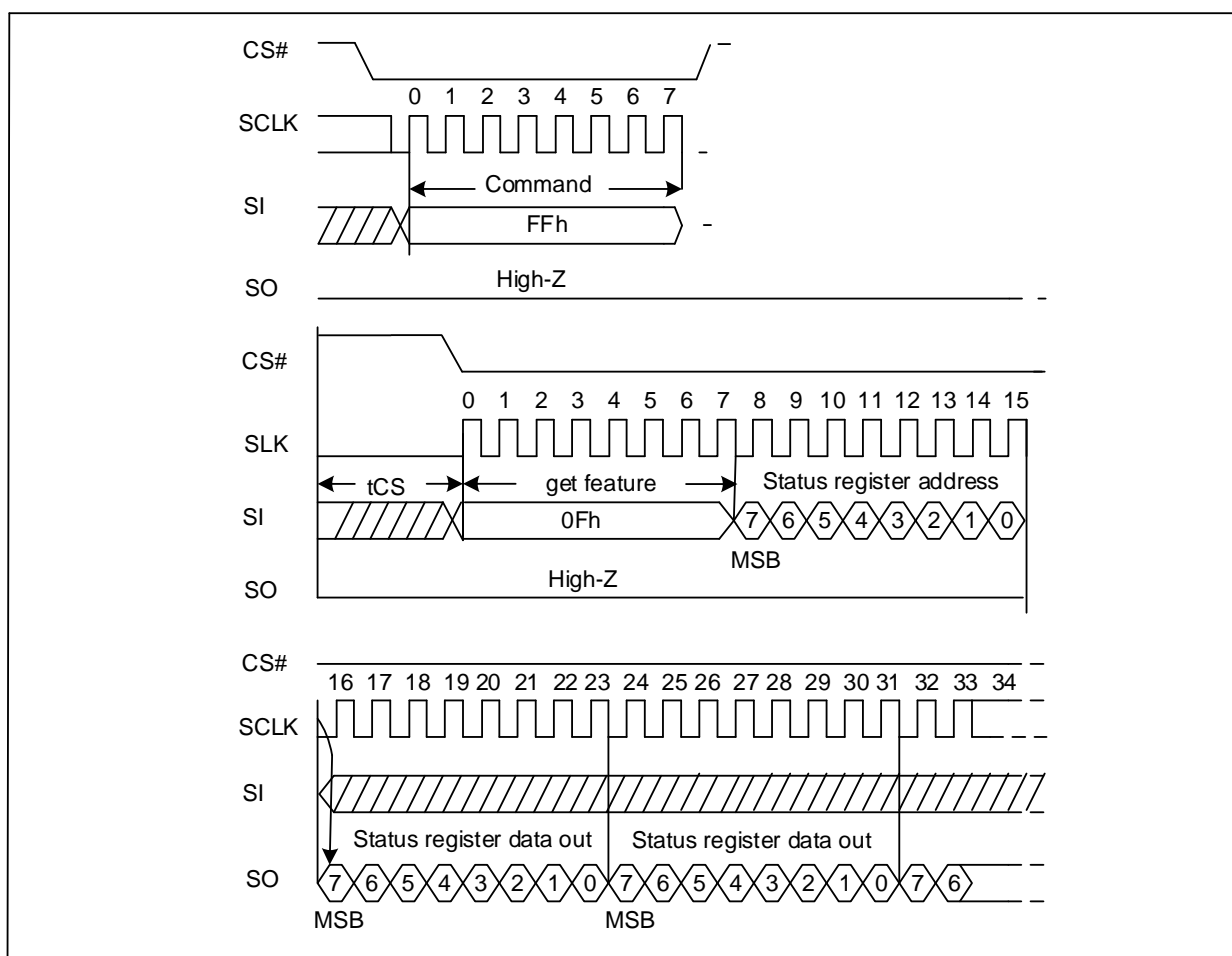 CS#
0 1 2 3 4 5 6 7
SCLK
Command
SI
FFh
High-Z
SO
CS#
0 1 2 3 4 5 6 7 8 9 10 11 12 13 14 15
SLK
tCS get feature Status register address
SI
0Fh 7 6 5 4 3 2 1 0
MSB
High-Z
SO
CS#
16 17 18 19 20 21 22 23 24 25 26 27 28 29 30 31 32 33 34
SCLK
SI
Status register data out Status register data out
SO 7 6 5 4 3 2 1 0 7 6 5 4 3 2 1 0 7 6
MSB MSB